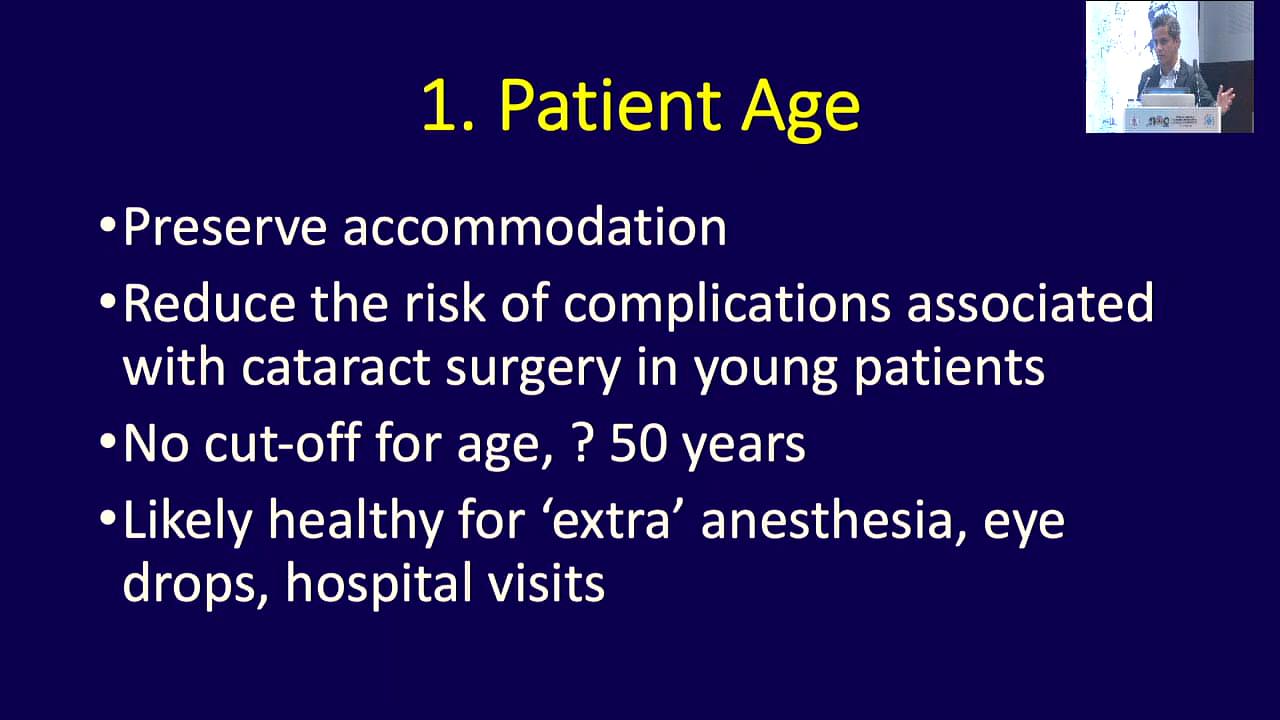 1. Patient Age
•Preserve accommodation
•Reduce the risk of complications associated
with cataract surgery in young patients
•No cut-off for age, ? 50 years
•Likely healthy for ‘extra’ anesthesia, eye
drops, hospital visits